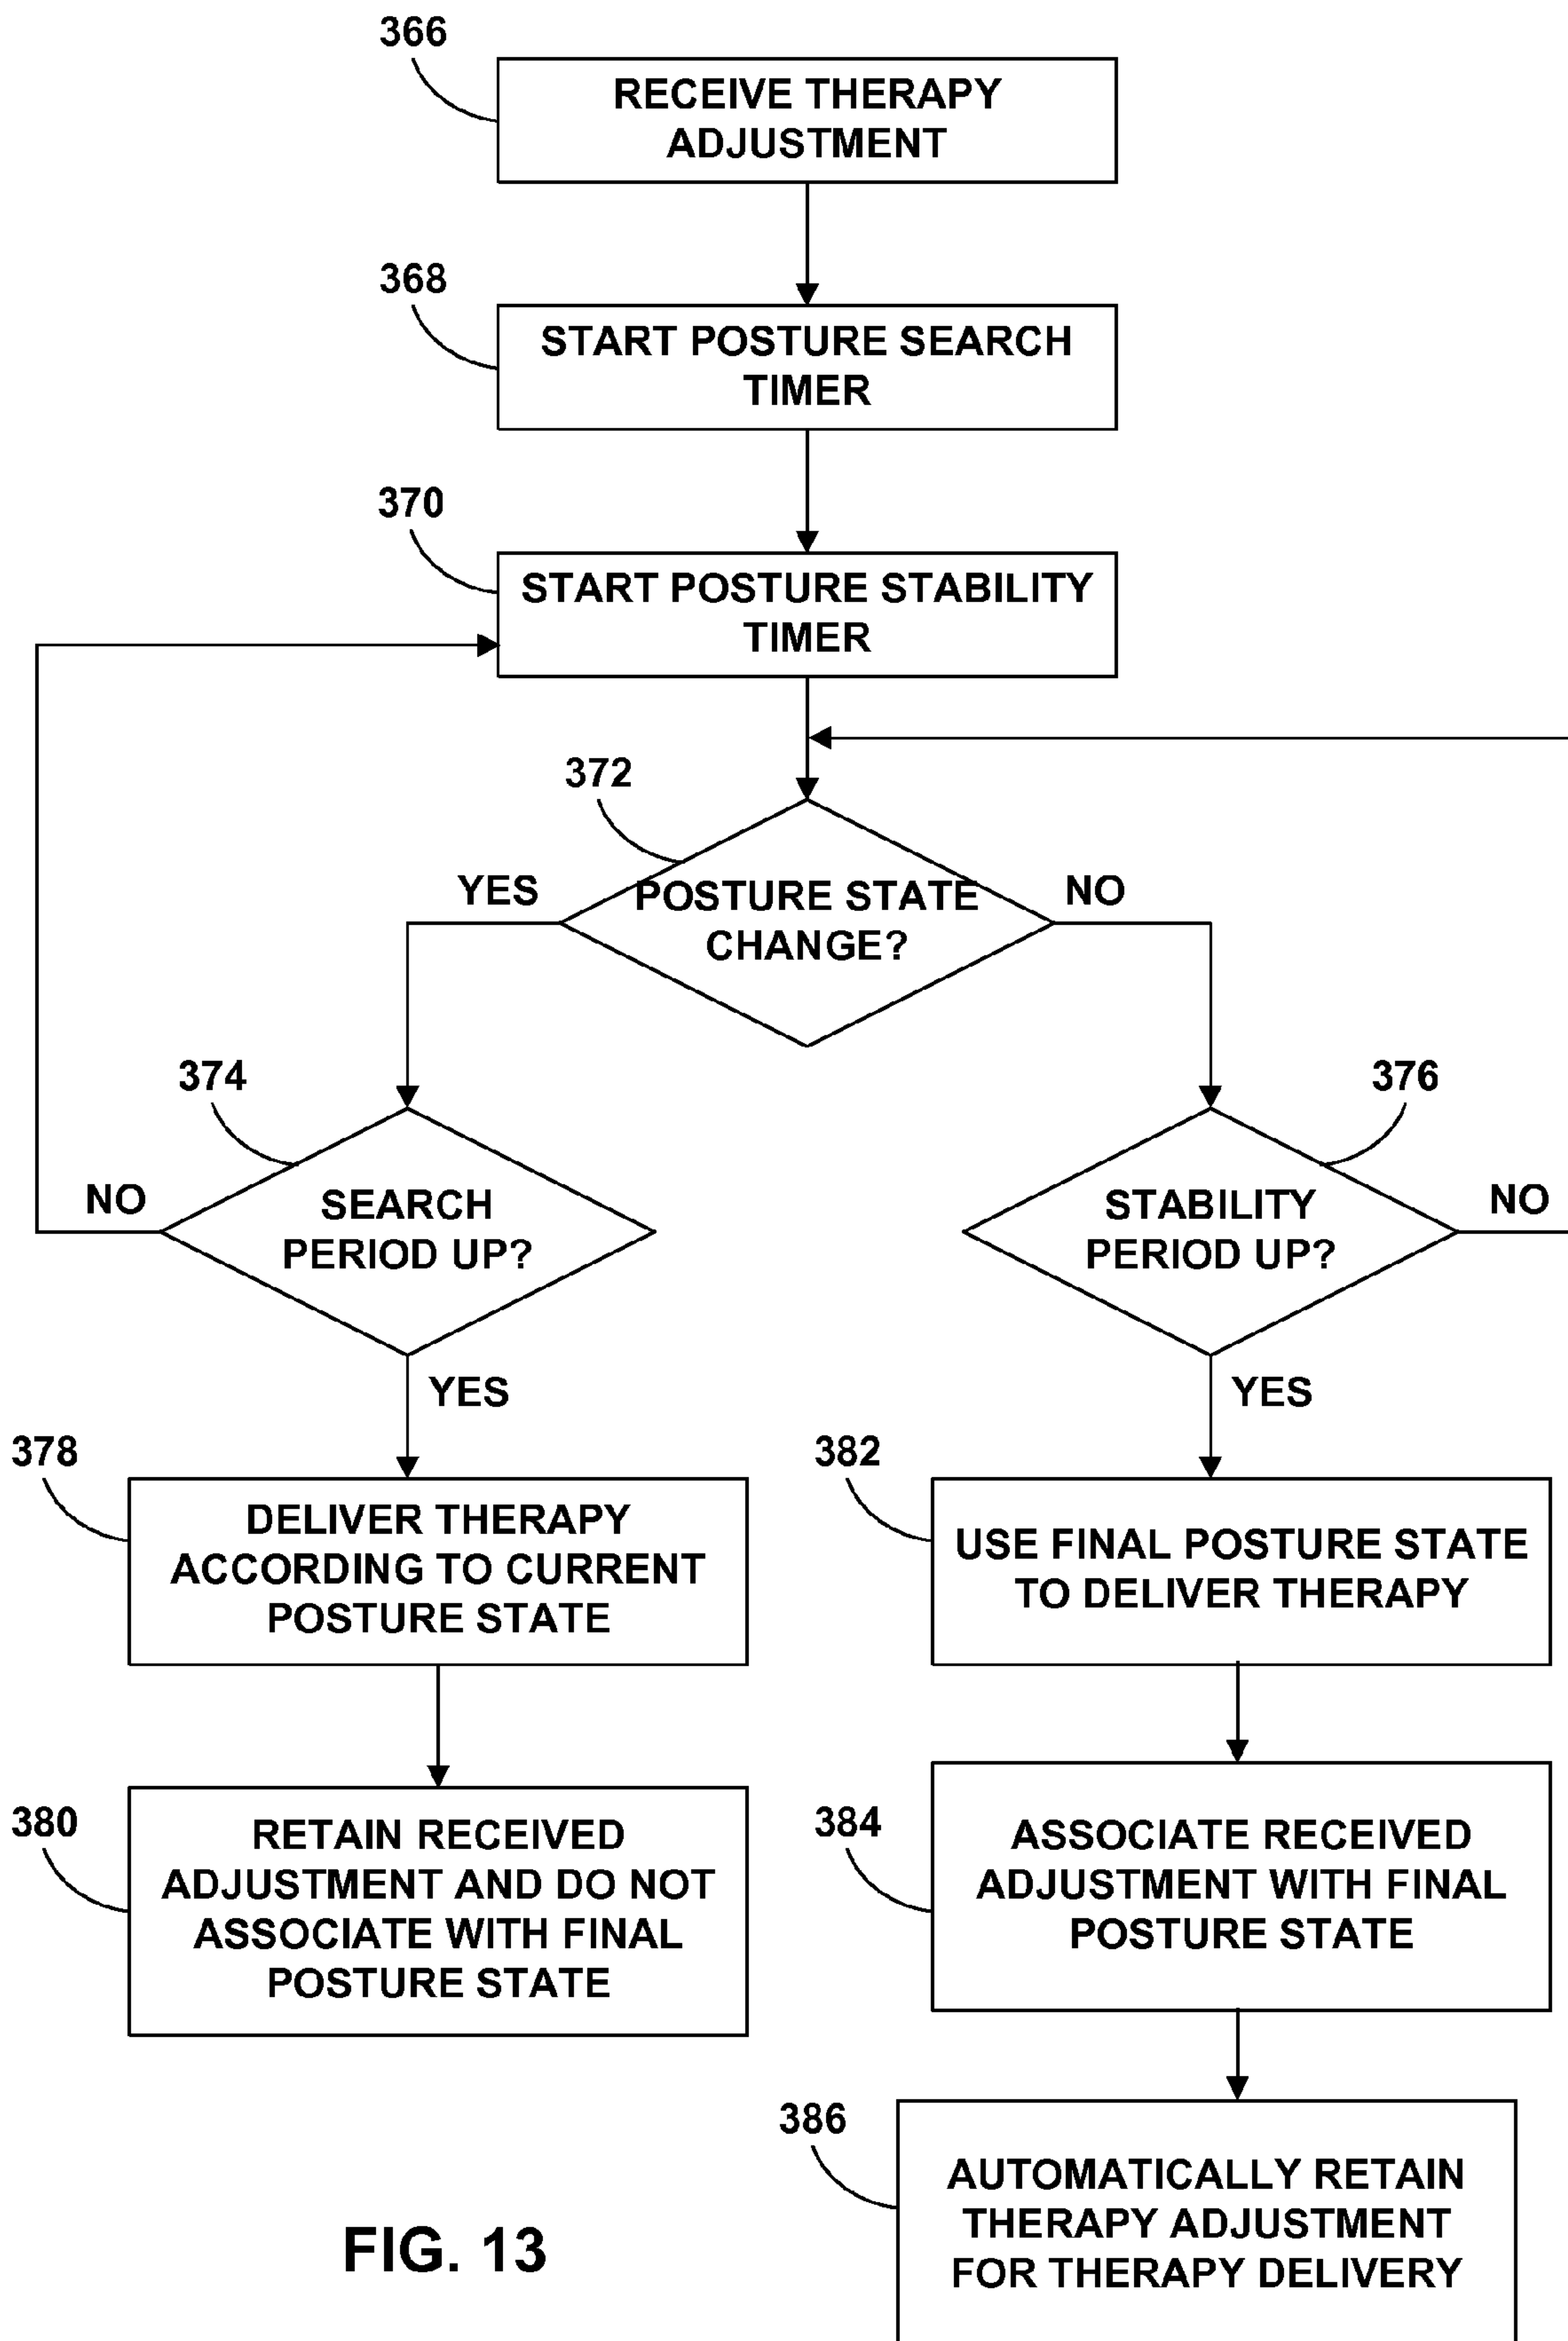 366
RECEIVE THERAPY
ADJUSTMENT
368
START POSTURE SEARCH
TIMER
370
START POSTURE STABILITY
TIMER
372
YES
POSTURE STATE
CHANGE?
NO
374
376
NO
SEARCH
PERIOD UP?
STABILITY
PERIOD UP?
NO
YES
YES
378
DELIVER THERAPY
ACCORDING TO CURRENT
POSTURE STATE
382
USE FINAL POSTURE STATE
TO DELIVER THERAPY
380
RETAIN RECEIVED
ADJUSTMENT AND DO NOT
ASSOCIATE WITH FINAL
POSTURE STATE
384
ASSOCIATE RECEIVED
ADJUSTMENT WITH FINAL
POSTURE STATE
386
AUTOMATICALLY RETAIN
THERAPY ADJUSTMENT
FOR THERAPY DELIVERY
FIG. 13